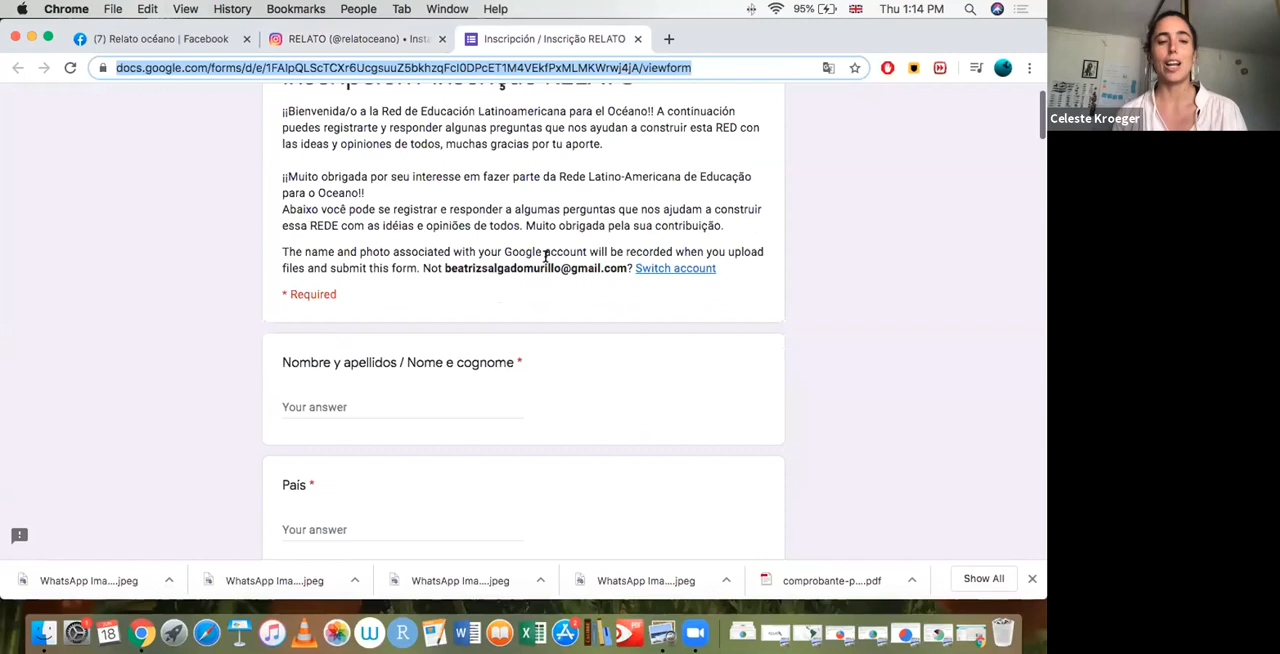 Chrome File Edit View History Bookmarks People Tab Window Help 95% Thu 1:14 PM
(7) Relato océano | Facebook
RELATO (@relatoceano) • Insta
Inscripción / Inscrição RELATO
docs.google.com/forms/d/e/1FAIpQLScTCXr6UcgsuuZ5bkhzqFcI0DPcET1M4VEkfPxMLMKWrwj4jA/viewform
¡¡Bienvenida/o a la Red de Educación Latinoamericana para el Océano!! A continuación
puedes registrarte y responder algunas preguntas que nos ayudan a construir esta RED con
las ideas y opiniones de todos, muchas gracias por tu aporte.
¡¡Muito obrigada por seu interesse em fazer parte da Rede Latino-Americana de Educação
para o Oceano!!
Abaixo você pode se registrar e responder a algumas perguntas que nos ajudam a construir
essa REDE com as idéias e opiniões de todos. Muito obrigada pela sua contribuição.
The name and photo associated with your Google account will be recorded when you upload
files and submit this form. Not beatrizsalgadomurillo@gmail.com? Switch account
* Required
Nombre y apellidos / Nome e cognome *
Your answer
País *
Your answer
WhatsApp Ima....jpeg
WhatsApp Ima....jpeg
WhatsApp Ima....jpeg
WhatsApp Ima....jpeg
comprobante-p....pdf
Show All
Celeste Kroeger